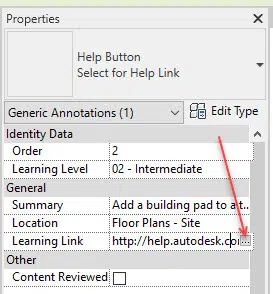 Properties
Help Button
Select for Help Link
Generic Annotations (1) Edit Type
Identity Data
Order 2
Learning Level 02 - Intermediate
General
Summary Add a building pad to a t...
Location Floor Plans - Site
Learning Link http://help.autodesk.co ...
Other
Content Reviewed